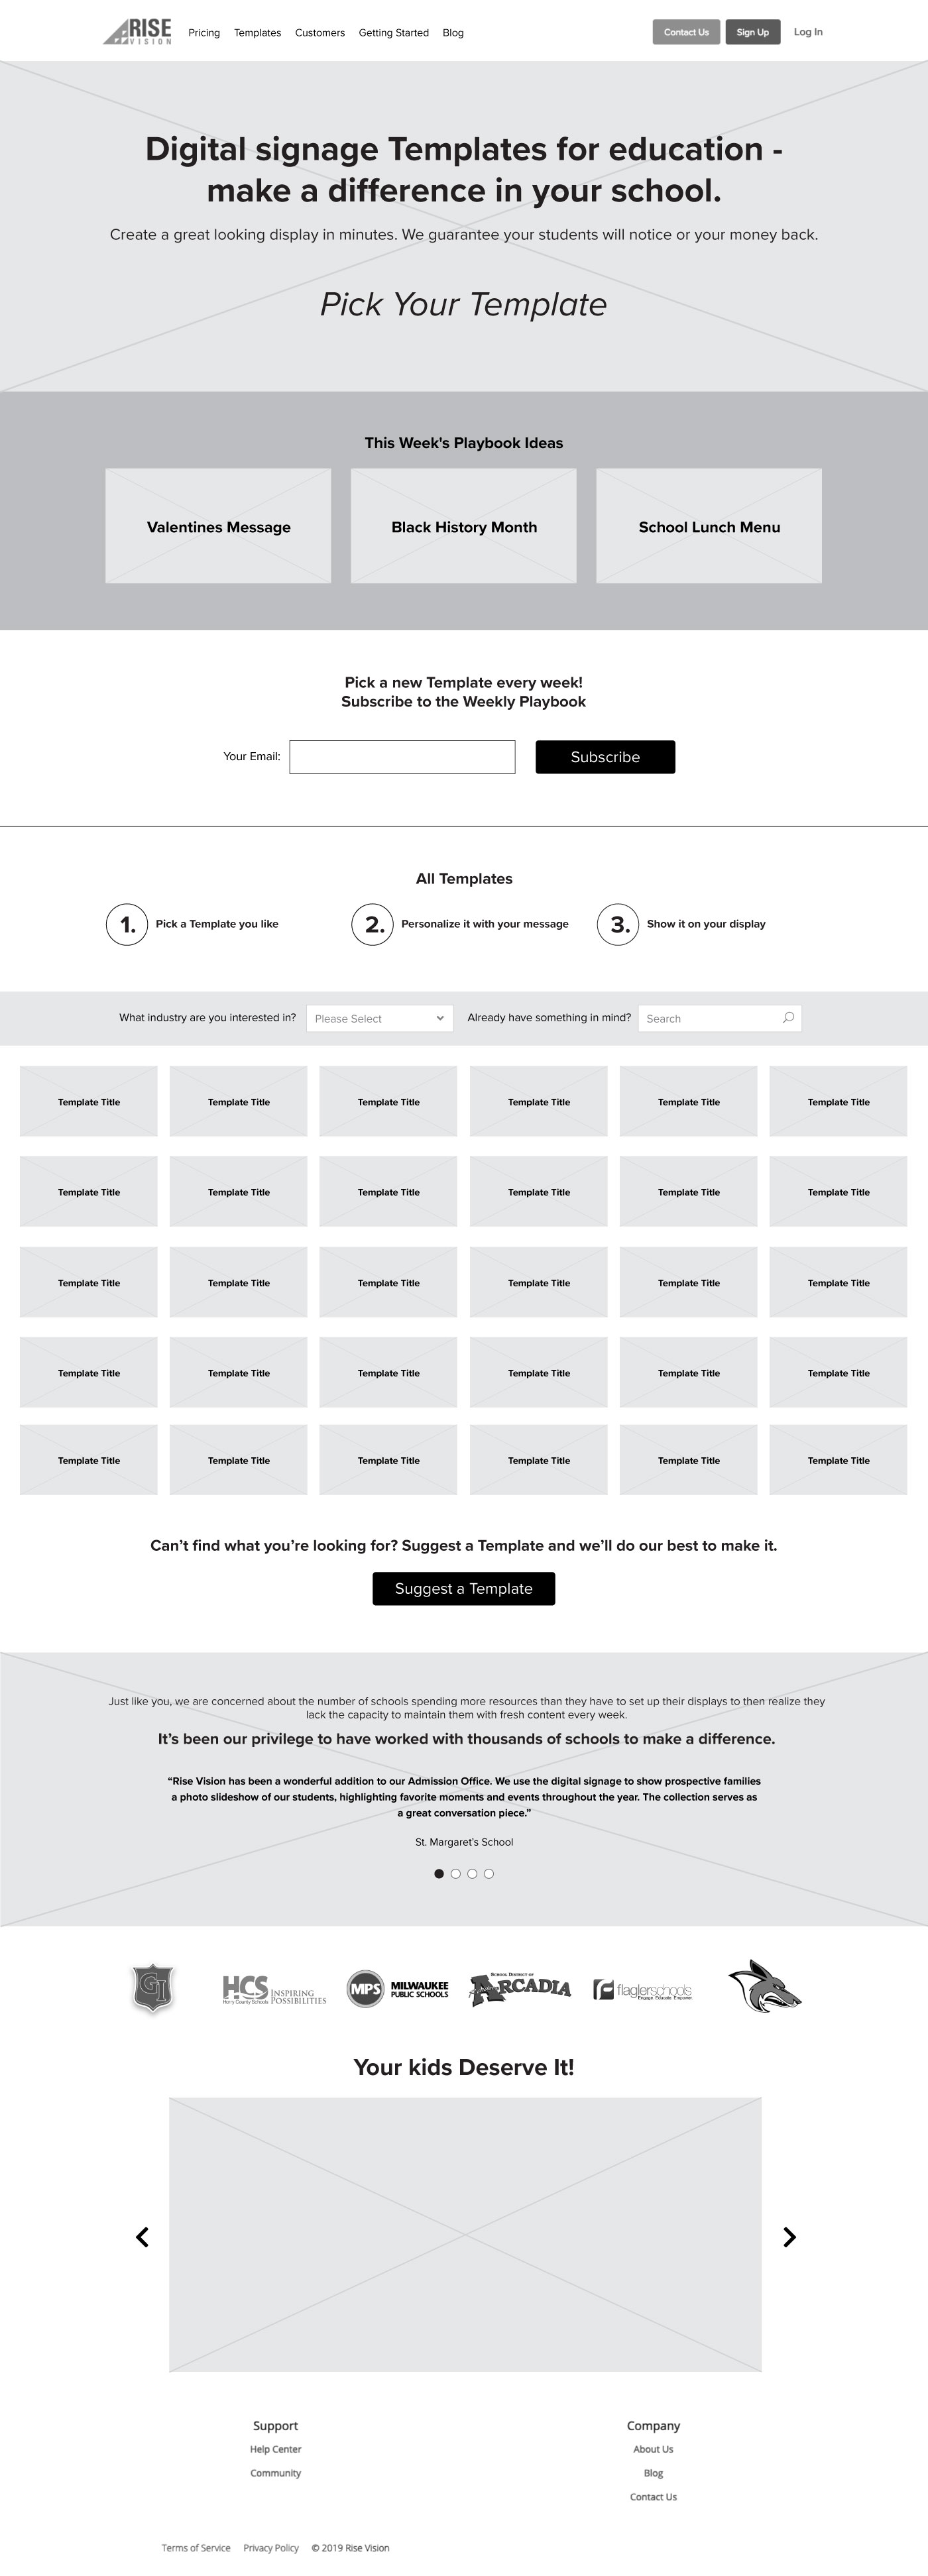 RISE
VISION
Pricing Templates Customers Getting Started Blog
Contact Us Sign Up Log In
Digital signage Templates for education -
make a difference in your school.
Create a great looking display in minutes. We guarantee your students will notice or your money back.
Pick Your Template
This Week's Playbook Ideas
Valentines Message Black History Month School Lunch Menu
Pick a new Template every week!
Subscribe to the Weekly Playbook
Your Email: Subscribe
All Templates
1. Pick a Template you like 2. Personalize it with your message 3. Show it on your display
What industry are you interested in? Please Select Already have something in mind? Search
Template Title Template Title Template Title Template Title Template Title Template Title
Template Title Template Title Template Title Template Title Template Title Template Title
Template Title Template Title Template Title Template Title Template Title Template Title
Template Title Template Title Template Title Template Title Template Title Template Title
Template Title Template Title Template Title Template Title Template Title Template Title
Can’t find what you’re looking for? Suggest a Template and we’ll do our best to make it.
Suggest a Template
Just like you, we are concerned about the number of schools spending more resources than they have to set up their displays to then realize they
lack the capacity to maintain them with fresh content every week.
It’s been our privilege to have worked with thousands of schools to make a difference.
“Rise Vision has been a wonderful addition to our Admission Office. We use the digital signage to show prospective families
a photo slideshow of our students, highlighting favorite moments and events throughout the year. The collection serves as
a great conversation piece.”
St. Margaret’s School
GI
HCS INSPIRING POSSIBILITIES
Horry County Schools
MPS MILWAUKEE PUBLIC SCHOOLS
SCHOOL DISTRICT OF
ARCADIA
flaglerschools
Engage Educate Empower
Your kids Deserve It!
Support Company
Help Center About Us
Community Blog
Contact Us
Terms of Service Privacy Policy © 2019 Rise Vision